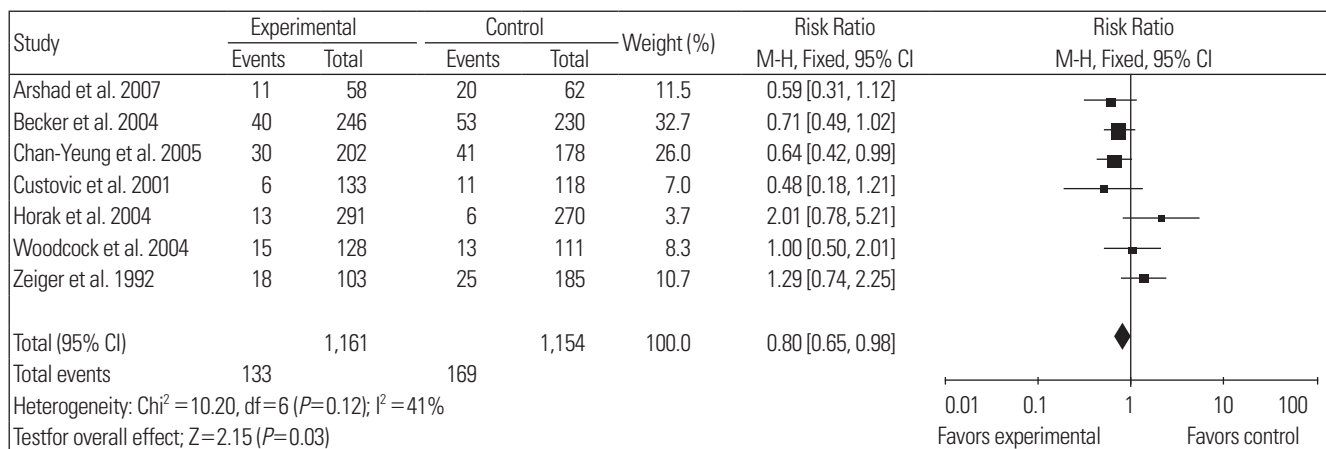 Study Experimental Control Weight (%) Risk Ratio Risk Ratio
Events Total Events Total M-H, Fixed, 95% CI M-H, Fixed, 95% CI
Arshad et al. 2007 11 58 20 62 11.5 0.59 [0.31, 1.12]
Becker et al. 2004 40 246 53 230 32.7 0.71 [0.49, 1.02]
Chan-Yeung et al. 2005 30 202 41 178 26.0 0.64 [0.42, 0.99]
Custovic et al. 2001 6 133 11 118 7.0 0.48 [0.18, 1.21]
Horak et al. 2004 13 291 6 270 3.7 2.01 [0.78, 5.21]
Woodcock et al. 2004 15 128 13 111 8.3 1.00 [0.50, 2.01]
Zeiger et al. 1992 18 103 25 185 10.7 1.29 [0.74, 2.25]
Total (95% CI) 1,161 1,154 100.0 0.80 [0.65, 0.98]
Total events 133 169
Heterogeneity: Chi² =10.20, df=6 (P=0.12); I² =41%
Testfor overall effect; Z=2.15 (P=0.03)
0.01 0.1 1 10 100
Favors experimental Favors control